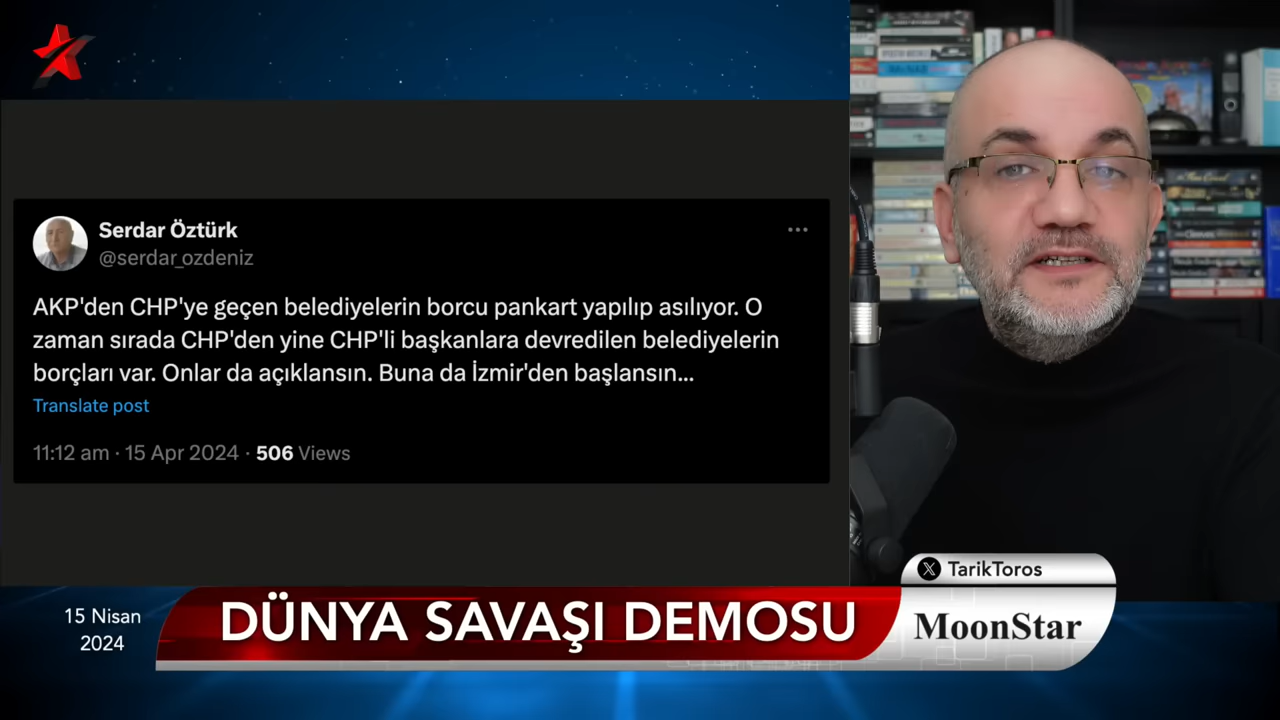 Serdar Öztürk
@serdar_ozdeniz
AKP'den CHP'ye geçen belediyelerin borcu pankart yapılıp asılıyor. O
zaman sırada CHP'den yine CHP'li başkanlara devredilen belediyelerin
borçları var. Onlar da açıklansın. Buna da İzmir'den başlansın...
Translate post
11:12 am · 15 Apr 2024 · 506 Views
TarikToros
15 Nisan
2024
DÜNYA SAVAŞI DEMOSU
MoonStar